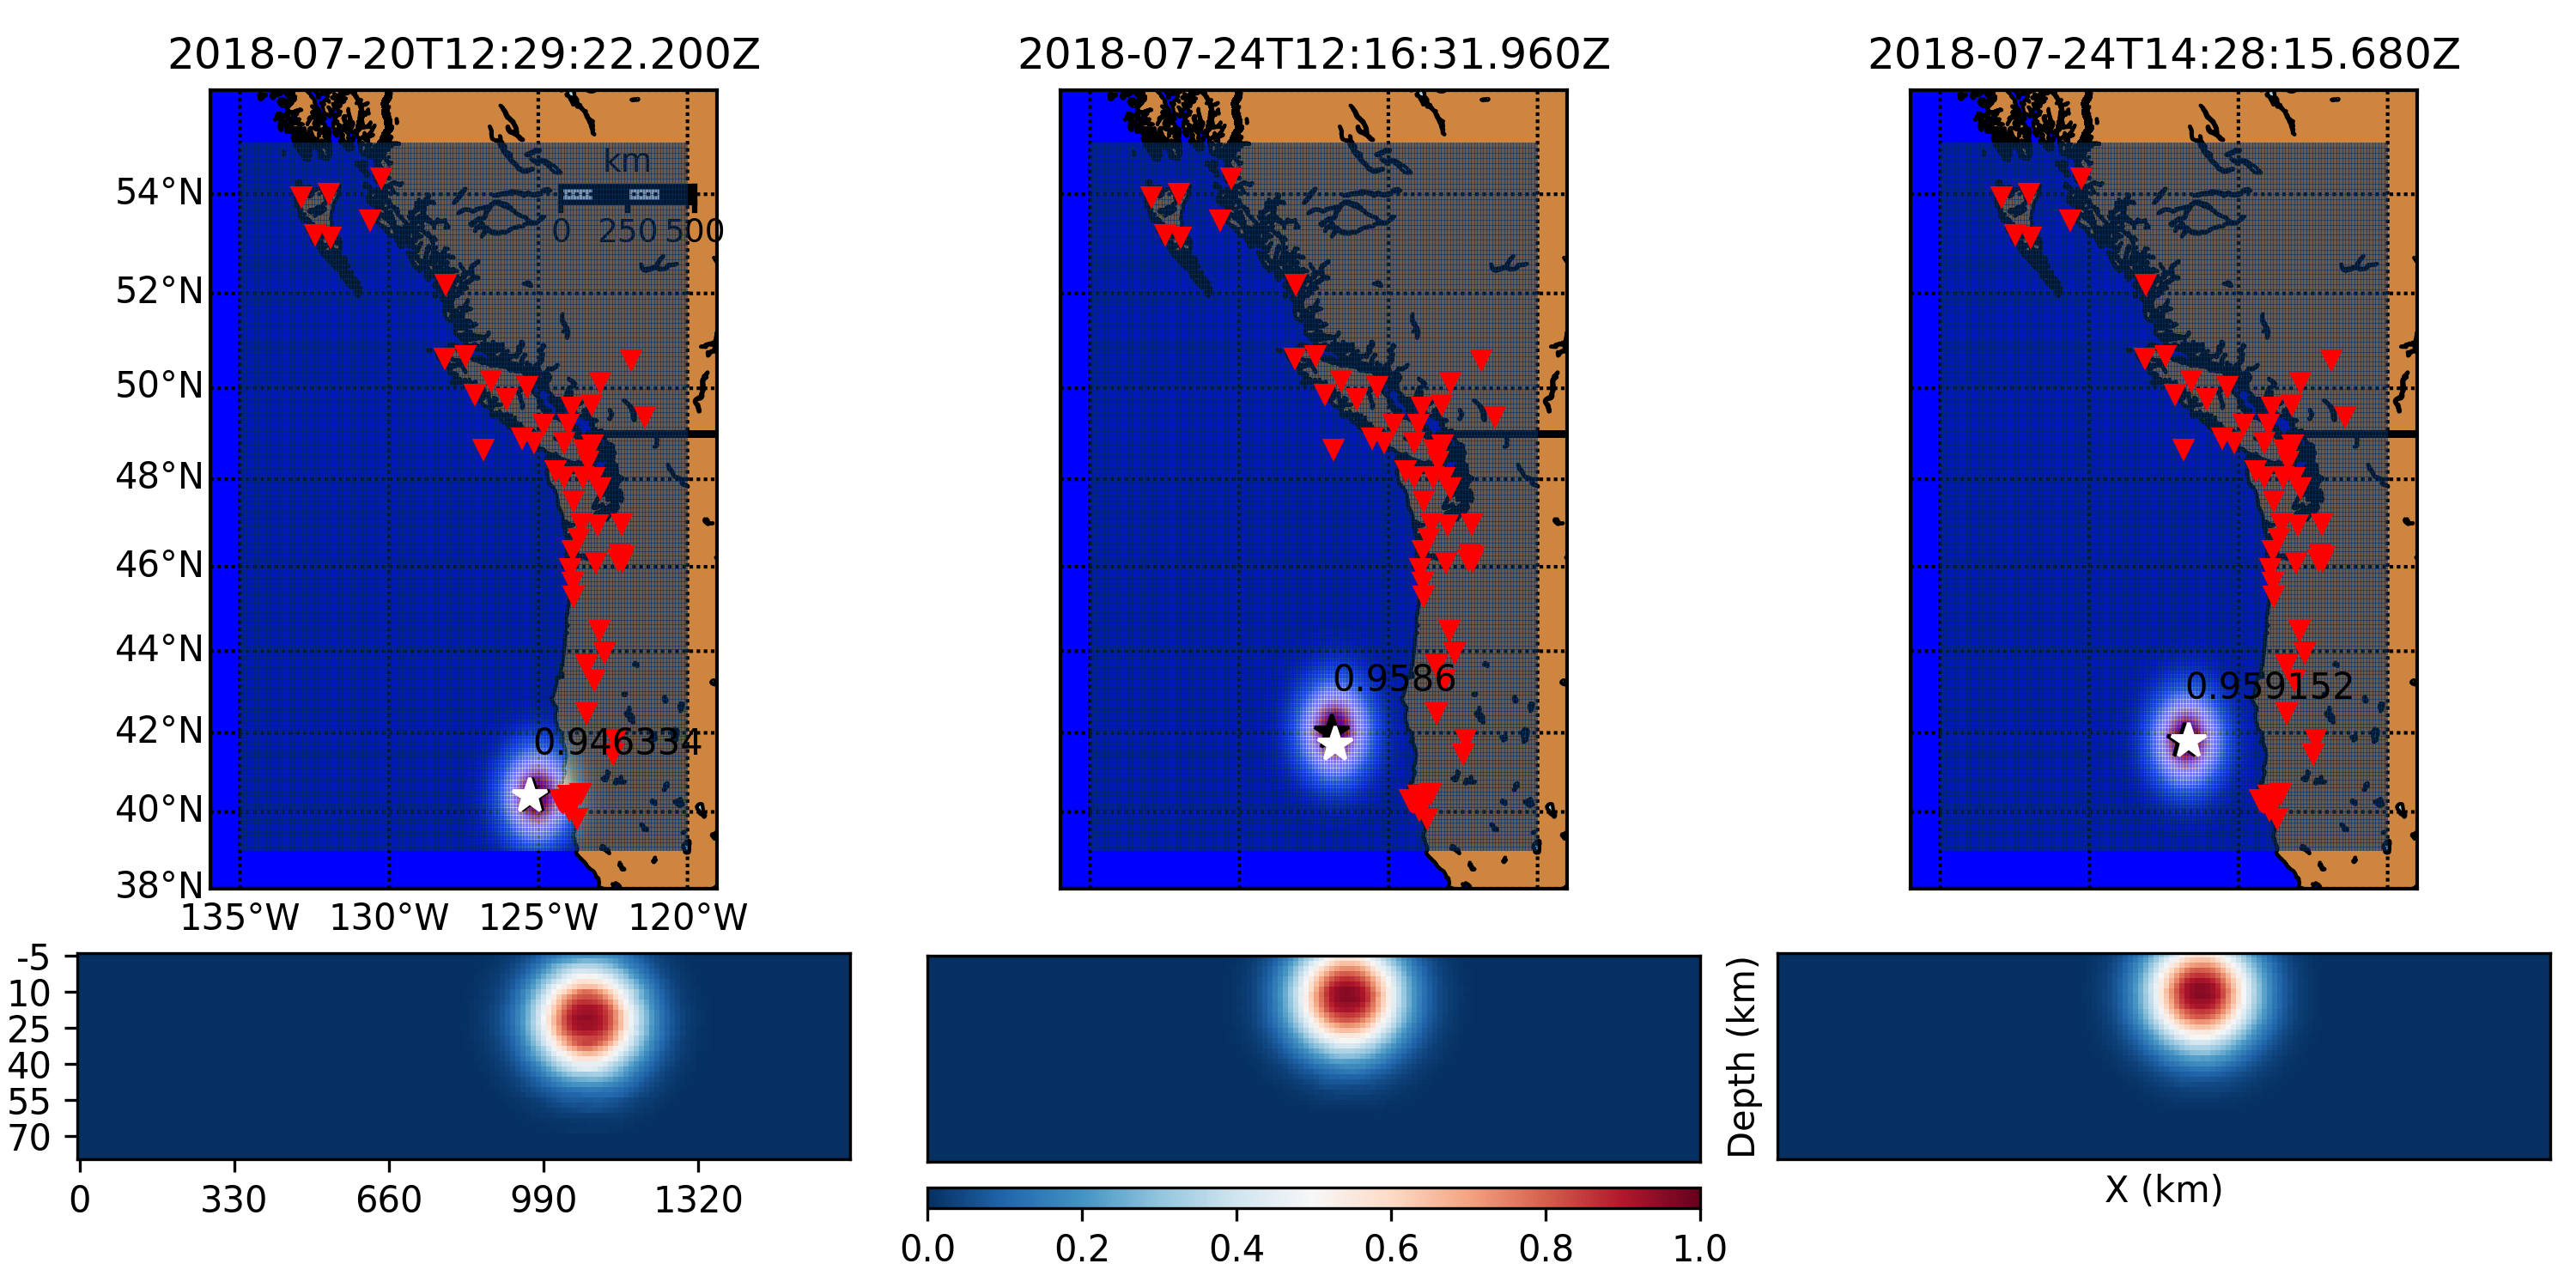 2018-07-20T12:29:22.200Z
2018-07-24T12:16:31.960Z
2018-07-24T14:28:15.680Z
km
0 250 500
54°N
52°N
50°N
48°N
46°N
44°N
42°N
40°N
38°N
0.946334
0.9586
0.959152
135°W 130°W 125°W 120°W
-5
10
25
40
55
70
0 330 660 990 1320
0.0 0.2 0.4 0.6 0.8 1.0
Depth (km)
X (km)